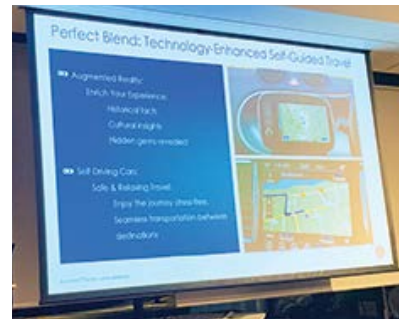 Perfect Blend: Technology-Enhanced Self-Guided Travel
Augmented Reality:
Enrich Your Experience:
Historical facts
Cultural insights
Hidden gems revealed
Self Driving Cars:
Safe & Relaxing Travel:
Enjoy the journey stress-free.
Seamless transportation between
destinations